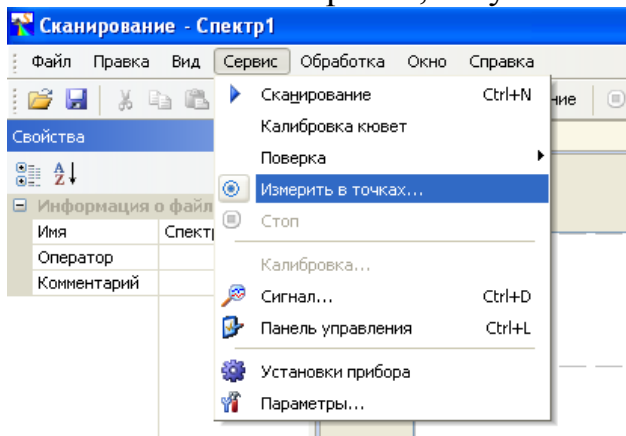 Сканирование - Спектр1
Файл Правка Вид Сервис Обработка Окно Справка
Сканирование Ctrl+N
Калибровка кювет
Поверка
Измерить в точках...
Стоп
Калибровка...
Сигнал... Ctrl+D
Панель управления Ctrl+L
Установки прибора
Параметры...
Свойства
A Z
Информация о файл
Имя Спектр
Оператор
Комментарий